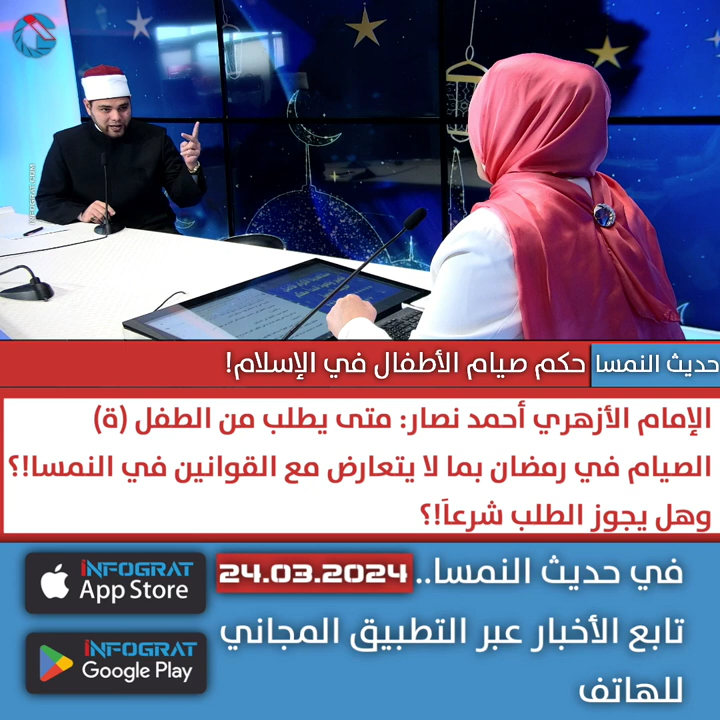 INFOGRAT.COM
حديث النمسا
حكم صيام الأطفال في الإسلام!
الإمام الأزهري أحمد نصار: متى يطلب من الطفل (ة)
الصيام في رمضان بما لا يتعارض مع القوانين في النمسا!؟
وهل يجوز الطلب شرعاً!؟
في حديث النمسا.. 24.03.2024
تابع الأخبار عبر التطبيق المجاني
للهاتف
INFOGRAT
App Store
INFOGRAT
Google Play